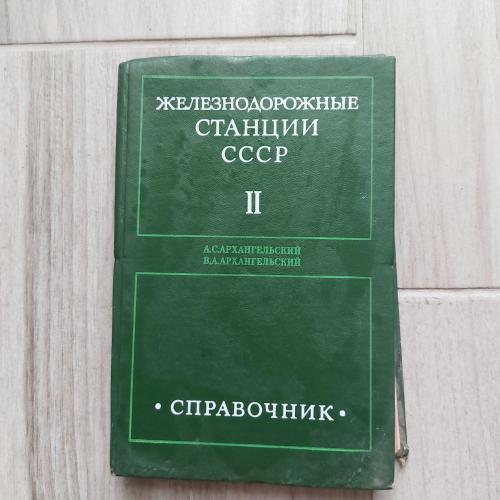 ЖЕЛЕЗНОДОРОЖНЫЕ
СТАНЦИИ
СССР
II
А.С.АРХАНГЕЛЬСКИЙ
В.А.АРХАНГЕЛЬСКИЙ
• СПРАВОЧНИК •